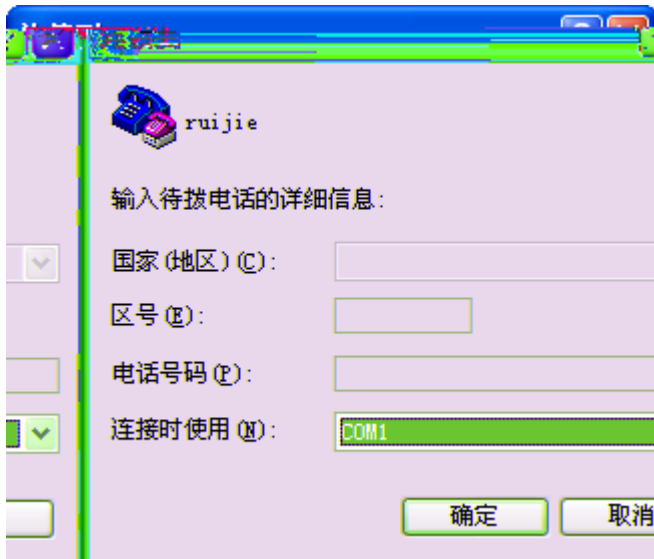 ruijie
输入待拨电话的详细信息:
国家(地区)(C):
区号(E):
电话号码(P):
连接时使用(N): COM1
确定 取消